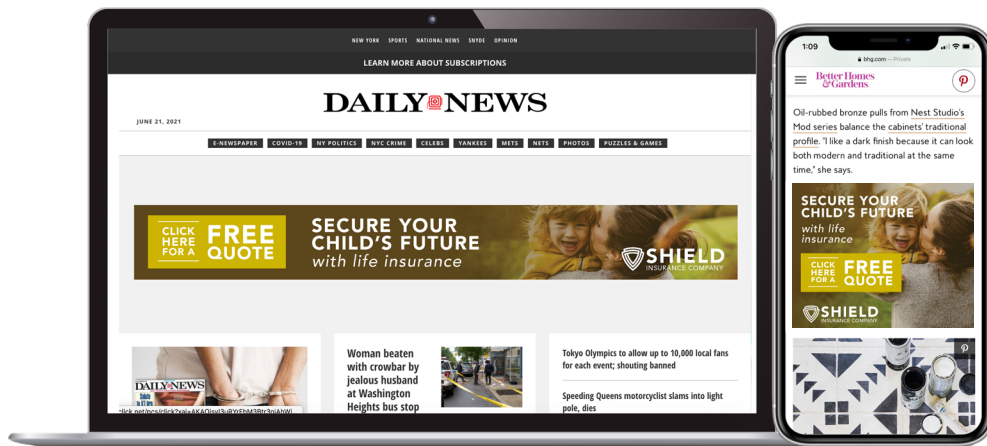 NEW YORK SPORTS NATIONAL NEWS SNYDE OPINION
LEARN MORE ABOUT SUBSCRIPTIONS
DAILY NEWS
JUNE 21, 2021
E-NEWSPAPER COVID-19 NY POLITICS NYC CRIME CELEBS YANKEES METS NETS PHOTOS PUZZLES & GAMES
CLICK
HERE
FOR A
FREE
QUOTE
SECURE YOUR
CHILD'S FUTURE
with life insurance
SHIELD
INSURANCE COMPANY
DAILY NEWS
Woman beaten
with crowbar by
jealous husband
at Washington
Heights bus stop
Tokyo Olympics to allow up to 10,000 local fans
for each event; shouting banned
Speeding Queens motorcyclist slams into light
pole, dies
1:09
bhg.com — Private
Better Homes
&Gardens
Oil-rubbed bronze pulls from Nest Studio's
Mod series balance the cabinets' traditional
profile. "I like a dark finish because it can look
both modern and traditional at the same
time," she says.
SECURE YOUR
CHILD'S FUTURE
with life
insurance
CLICK
HERE
FOR A
FREE
QUOTE
SHIELD
INSURANCE COMPANY